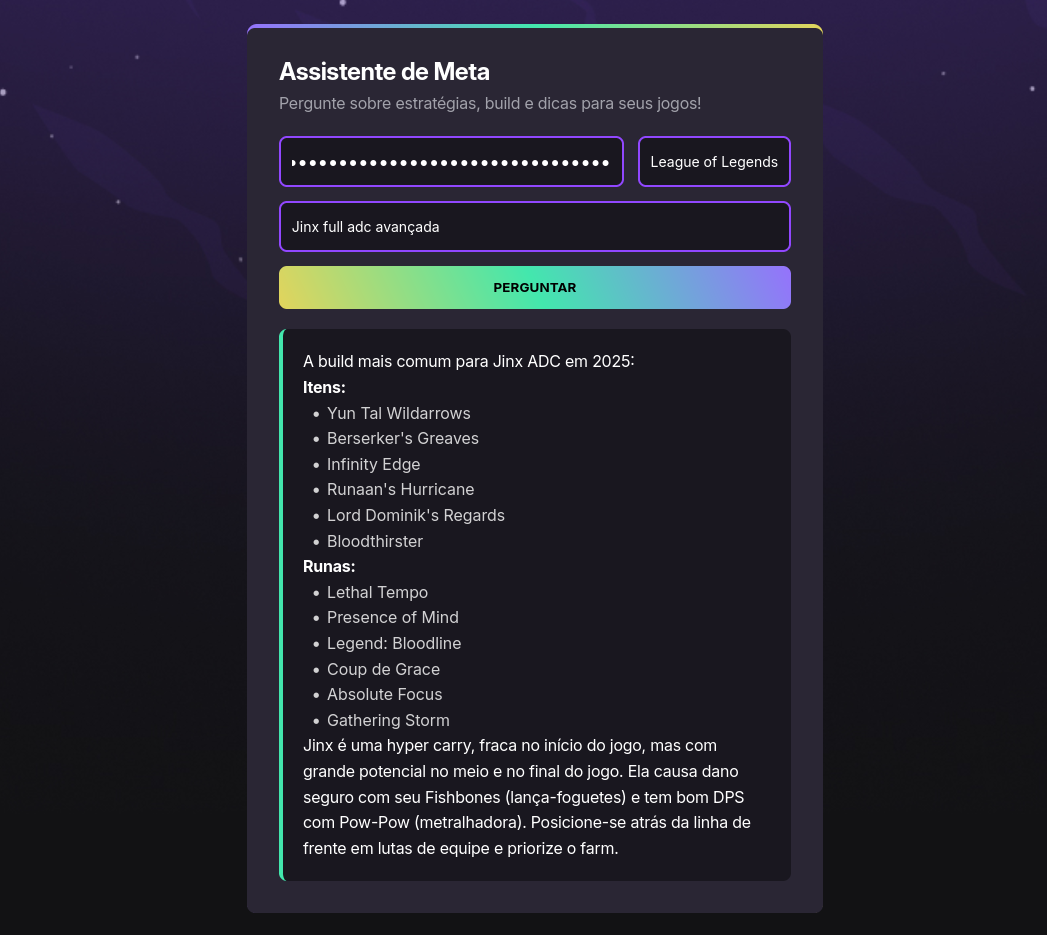 Assistente de Meta
Pergunte sobre estratégias, build e dicas para seus jogos!
League of Legends
Jinx full adc avançada
PERGUNTAR
A build mais comum para Jinx ADC em 2025:
Itens:
• Yun Tal Wildarrows
• Berserker's Greaves
• Infinity Edge
• Runaan's Hurricane
• Lord Dominik's Regards
• Bloodthirster
Runas:
• Lethal Tempo
• Presence of Mind
• Legend: Bloodline
• Coup de Grace
• Absolute Focus
• Gathering Storm
Jinx é uma hyper carry, fraca no início do jogo, mas com
grande potencial no meio e no final do jogo. Ela causa dano
seguro com seu Fishbones (lança-foguetes) e tem bom DPS
com Pow-Pow (metralhadora). Posicione-se atrás da linha de
frente em lutas de equipe e priorize o farm.